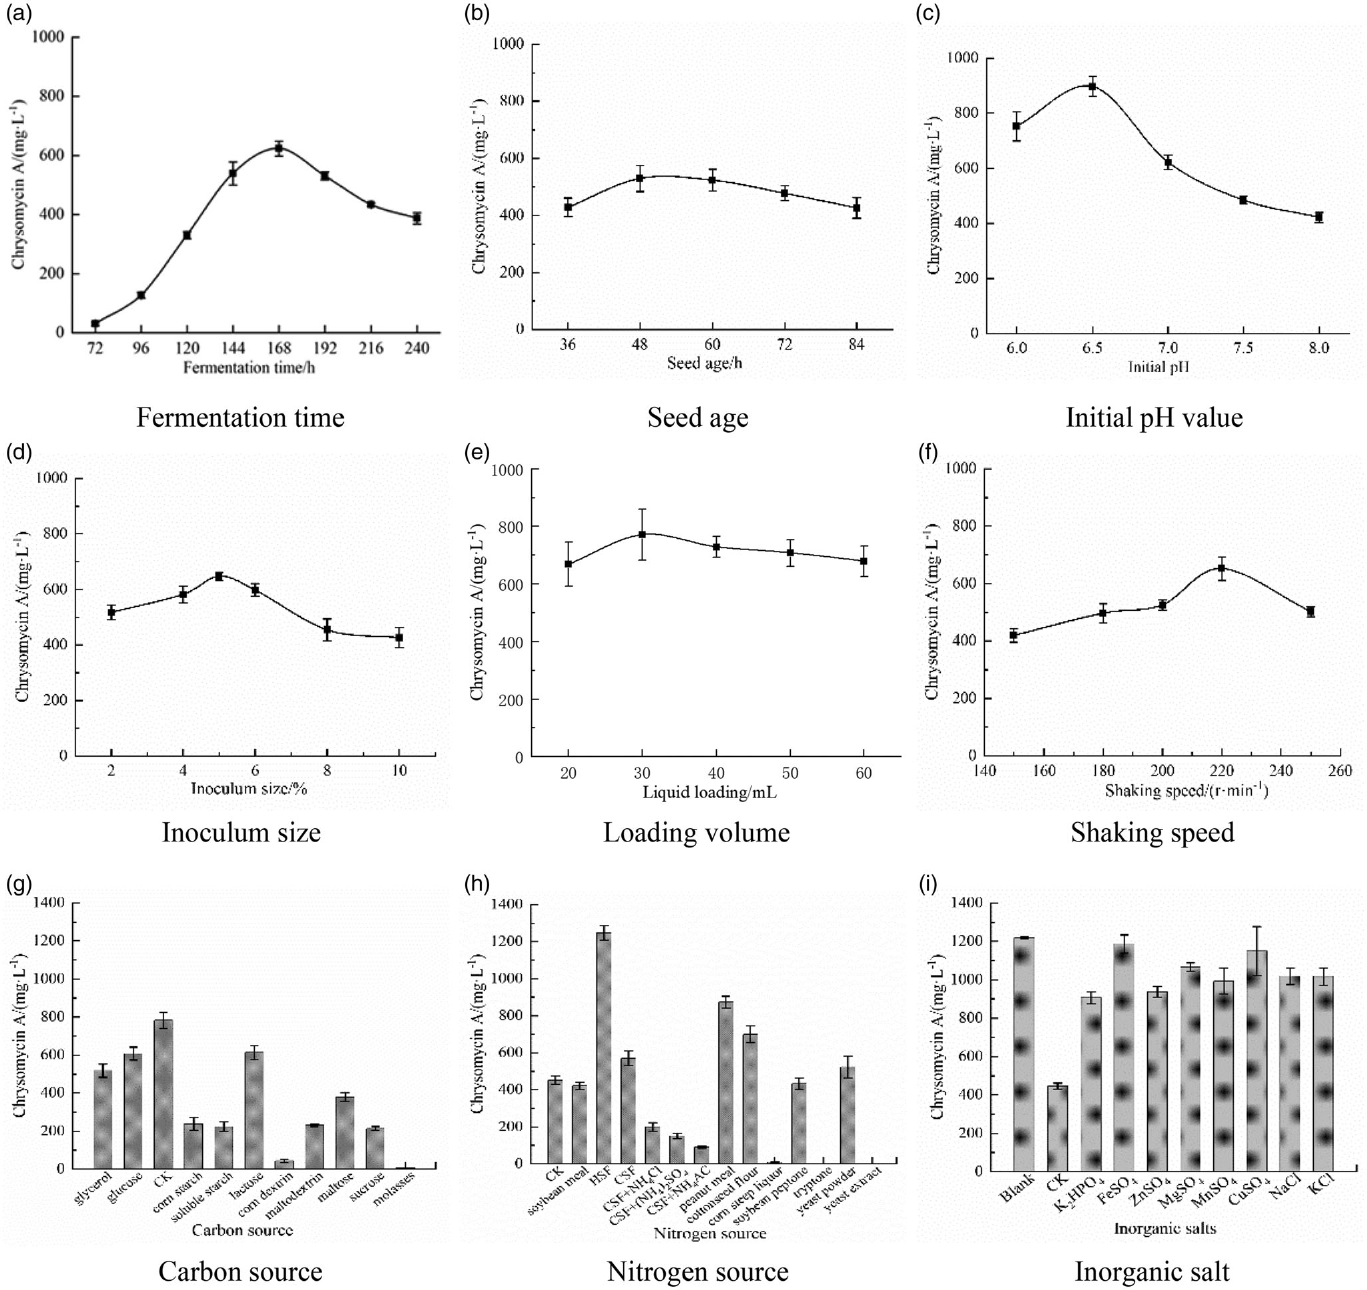 (a)
Chrysomycin A/(mg·L⁻¹)
1000
800
600
400
200
0
72 96 120 144 168 192 216 240
Fermentation time/h
Fermentation time
(b)
Chrysomycin A/(mg·L⁻¹)
1000
800
600
400
200
0
36 48 60 72 84
Seed age/h
Seed age
(c)
Chrysomycin A/(mg·L⁻¹)
1000
800
600
400
200
0
6.0 6.5 7.0 7.5 8.0
Initial pH
Initial pH value
(d)
Chrysomycin A/(mg·L⁻¹)
1000
800
600
400
200
0
2 4 6 8 10
Inoculum size/%
Inoculum size
(e)
Chrysomycin A/(mg·L⁻¹)
1000
800
600
400
200
0
20 30 40 50 60
Liquid loading/mL
Loading volume
(f)
Chrysomycin A/(mg·L⁻¹)
1000
800
600
400
200
0
140 160 180 200 220 240 260
Shaking speed/(r·min⁻¹)
Shaking speed
(g)
Chrysomycin A/(mg·L⁻¹)
1400
1200
1000
800
600
400
200
0
glycerol
glucose
CK
corn starch
soluble starch
lactose
corn dextrin
maltodextrin
maltose
sucrose
molasses
Carbon source
Carbon source
(h)
Chrysomycin A/(mg·L⁻¹)
1400
1200
1000
800
600
400
200
0
CK
soybean meal
HSF
CSF
CSF+NH₄Cl
CSF+(NH₄)₂SO₄
CSF+NH₄AC
peanut meal
cottonseed flour
corn steep liquor
soybean peptone
tryptone
yeast powder
yeast extract
Nitrogen source
Nitrogen source
(i)
Chrysomycin A/(mg·L⁻¹)
1400
1200
1000
800
600
400
200
0
Blank
CK
K₂HPO₄
FeSO₄
ZnSO₄
MgSO₄
MnSO₄
CuSO₄
NaCl
KCl
Inorganic salts
Inorganic salt